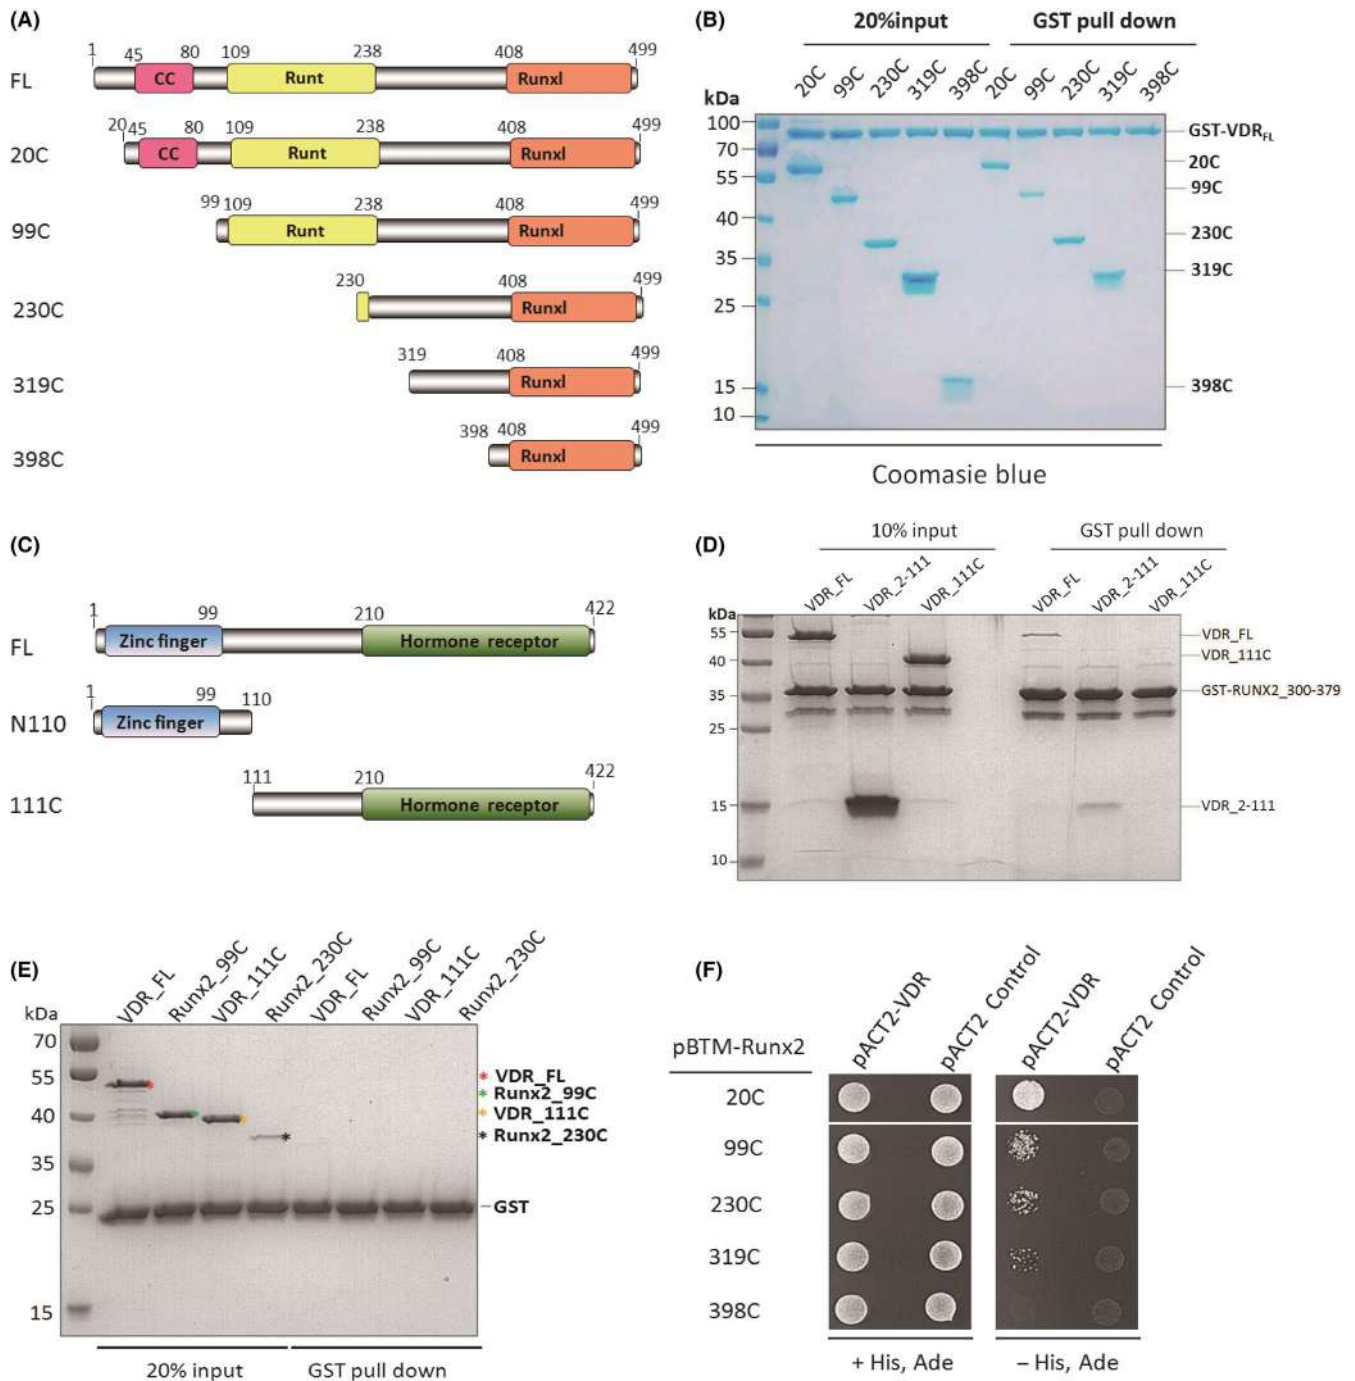 (A)
1 45 80 109 238 408 499
FL CC Runt Runxl
20 45 80 109 238 408 499
20C CC Runt Runxl
99 109 238 408 499
99C Runt Runxl
230 408 499
230C Runxl
319 408 499
319C Runxl
398 408 499
398C Runxl
(B)
20%input GST pull down
20C 99C 230C 319C 398C 20C 99C 230C 319C 398C
kDa
100 GST-VDRFL
70
20C
55
99C
40
230C
35
319C
25
15 398C
10
Coomasie blue
(C)
1 99 210 422
FL Zinc finger Hormone receptor
1 99 110
N110 Zinc finger
111 210 422
111C Hormone receptor
(D)
10% input GST pull down
VDR_FL VDR_2-111 VDR_111C VDR_FL VDR_2-111 VDR_111C
kDa
55 VDR_FL
40 VDR_111C
35 GST-RUNX2_300-379
25
15 VDR_2-111
10
(E)
VDR_FL Runx2_99C VDR_111C Runx2_230C VDR_FL Runx2_99C VDR_111C Runx2_230C
kDa
70
55 * VDR_FL
* Runx2_99C
40 * VDR_111C
* Runx2_230C
35
25 GST
15
20% input GST pull down
(F)
pACT2-VDR pACT2 Control pACT2-VDR pACT2 Control
pBTM-Runx2
20C
99C
230C
319C
398C
+ His, Ade – His, Ade